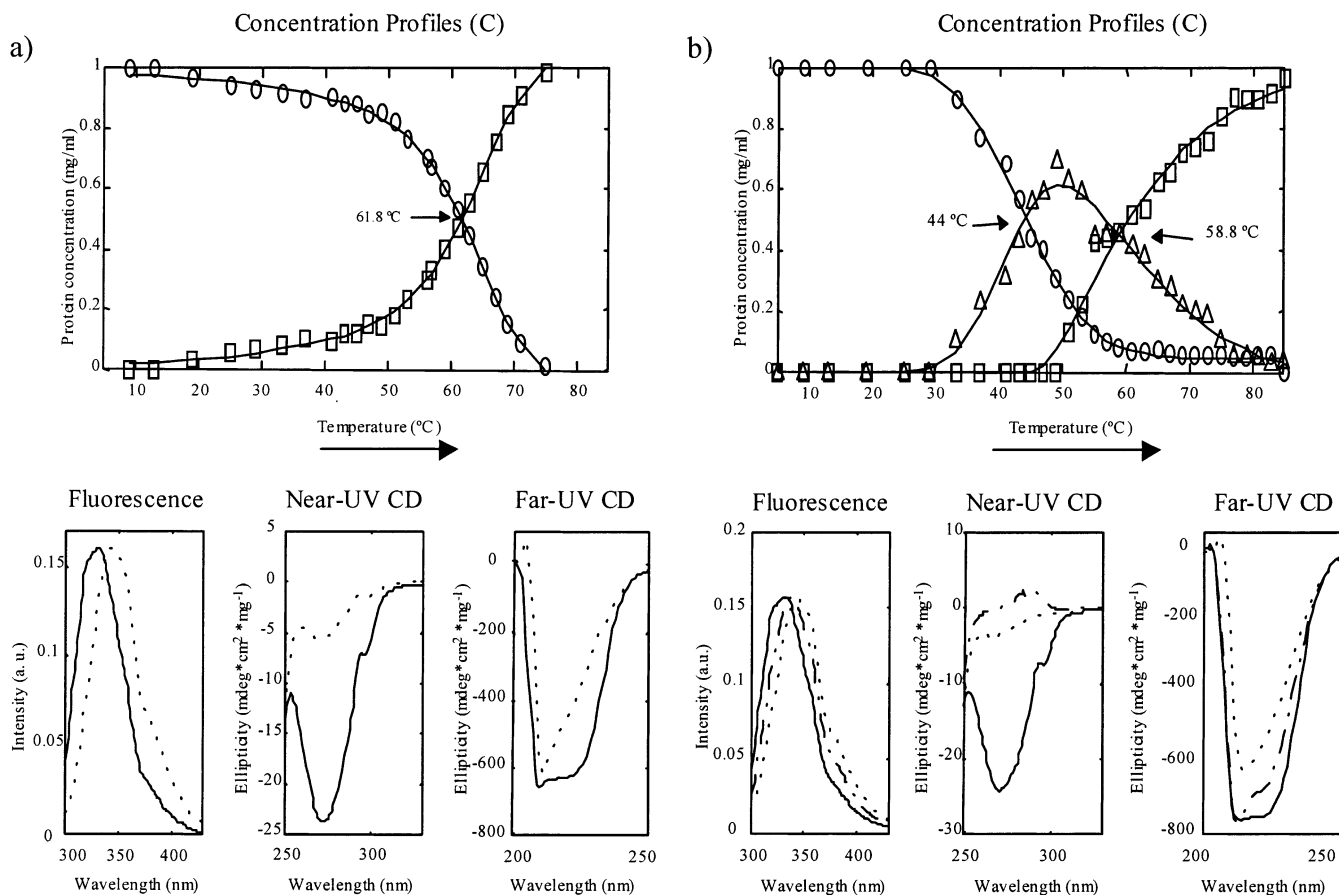 Concentration Profiles (C)
a)
Protein concentration (mg/ml)
1
0.8
0.6
0.4
0.2
0
61.8 ºC
10 20 30 40 50 60 70 80
Temperature (ºC)
Concentration Profiles (C)
b)
Protein concentration (mg/ml)
1
0.8
0.6
0.4
0.2
0
44 ºC
58.8 ºC
10 20 30 40 50 60 70 80
Temperature (ºC)
Fluorescence
Intensity (a. u.)
0.15
0.1
0.05
0
300 350 400
Wavelength (nm)
Near-UV CD
Ellipticity (mdeg*cm² *mg⁻¹)
5
0
-5
-10
-15
-20
-25
250 300
Wavelength (nm)
Far-UV CD
Ellipticity (mdeg*cm² *mg⁻¹)
0
-200
-400
-600
-800
200 250
Wavelength (nm)
Fluorescence
Intensity (a.u.)
0.2
0.15
0.1
0.05
0
300 350 400
Wavelength (nm)
Near-UV CD
Ellipticity (mdeg*cm² *mg⁻¹)
10
0
-10
-20
-30
250 300
Wavelength (nm)
Far-UV CD
Ellipticity (mdeg*cm² *mg⁻¹)
0
-200
-400
-600
-800
200 250
Wavelength (nm)